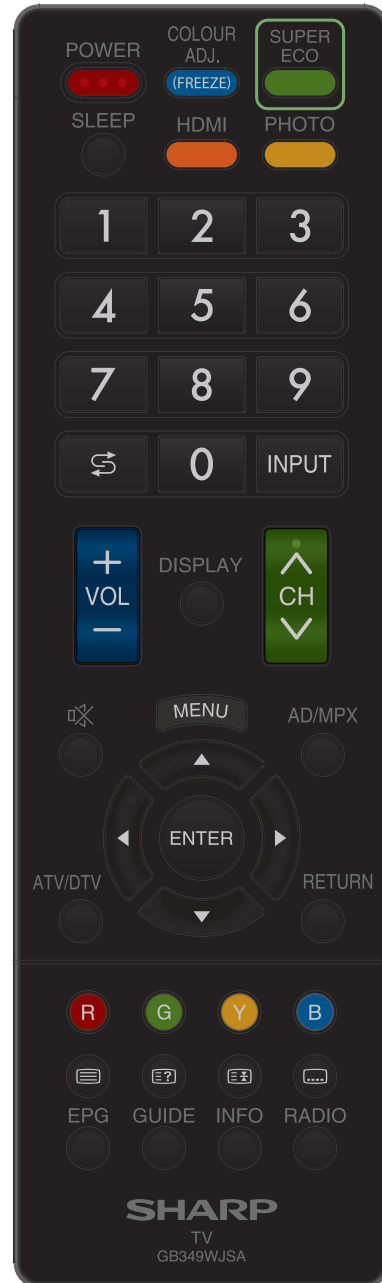 POWER
COLOUR
ADJ.
(FREEZE)
SUPER
ECO
SLEEP
HDMI
PHOTO
1 2 3
4 5 6
7 8 9
0 INPUT
+
VOL
−
DISPLAY
CH
MENU
AD/MPX
ENTER
ATV/DTV
RETURN
R G Y B
EPG GUIDE INFO RADIO
SHARP
TV
GB349WJSA